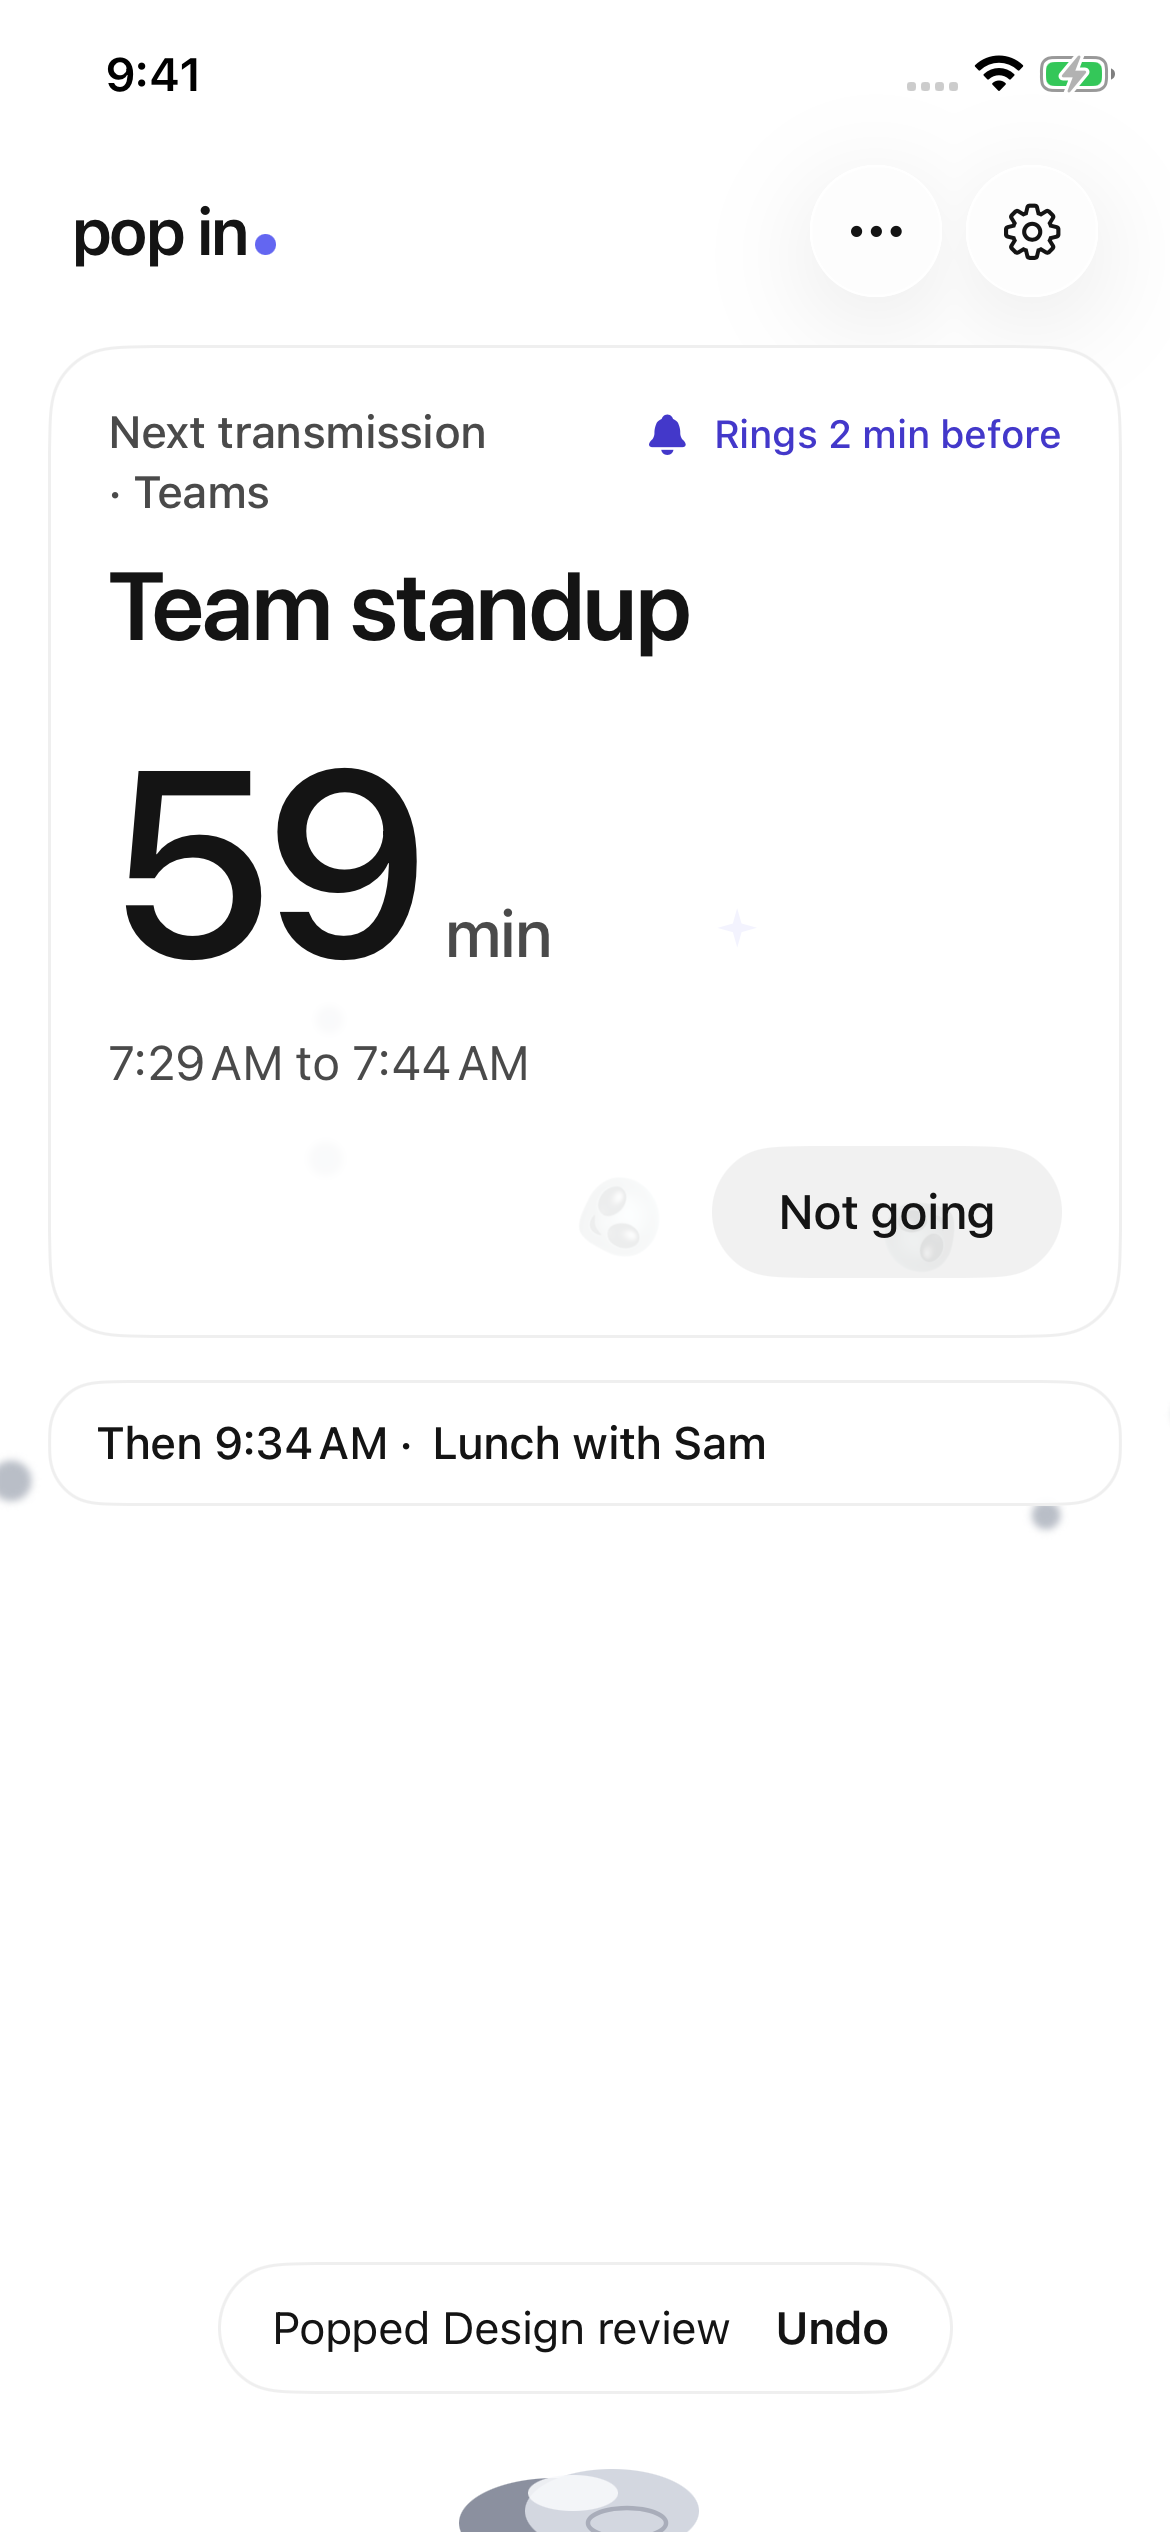 9:41
pop in
Next transmission
· Teams
Rings 2 min before
Team standup
59 min
7:29 AM to 7:44 AM
Not going
Then 9:34 AM · Lunch with Sam
Popped Design review Undo